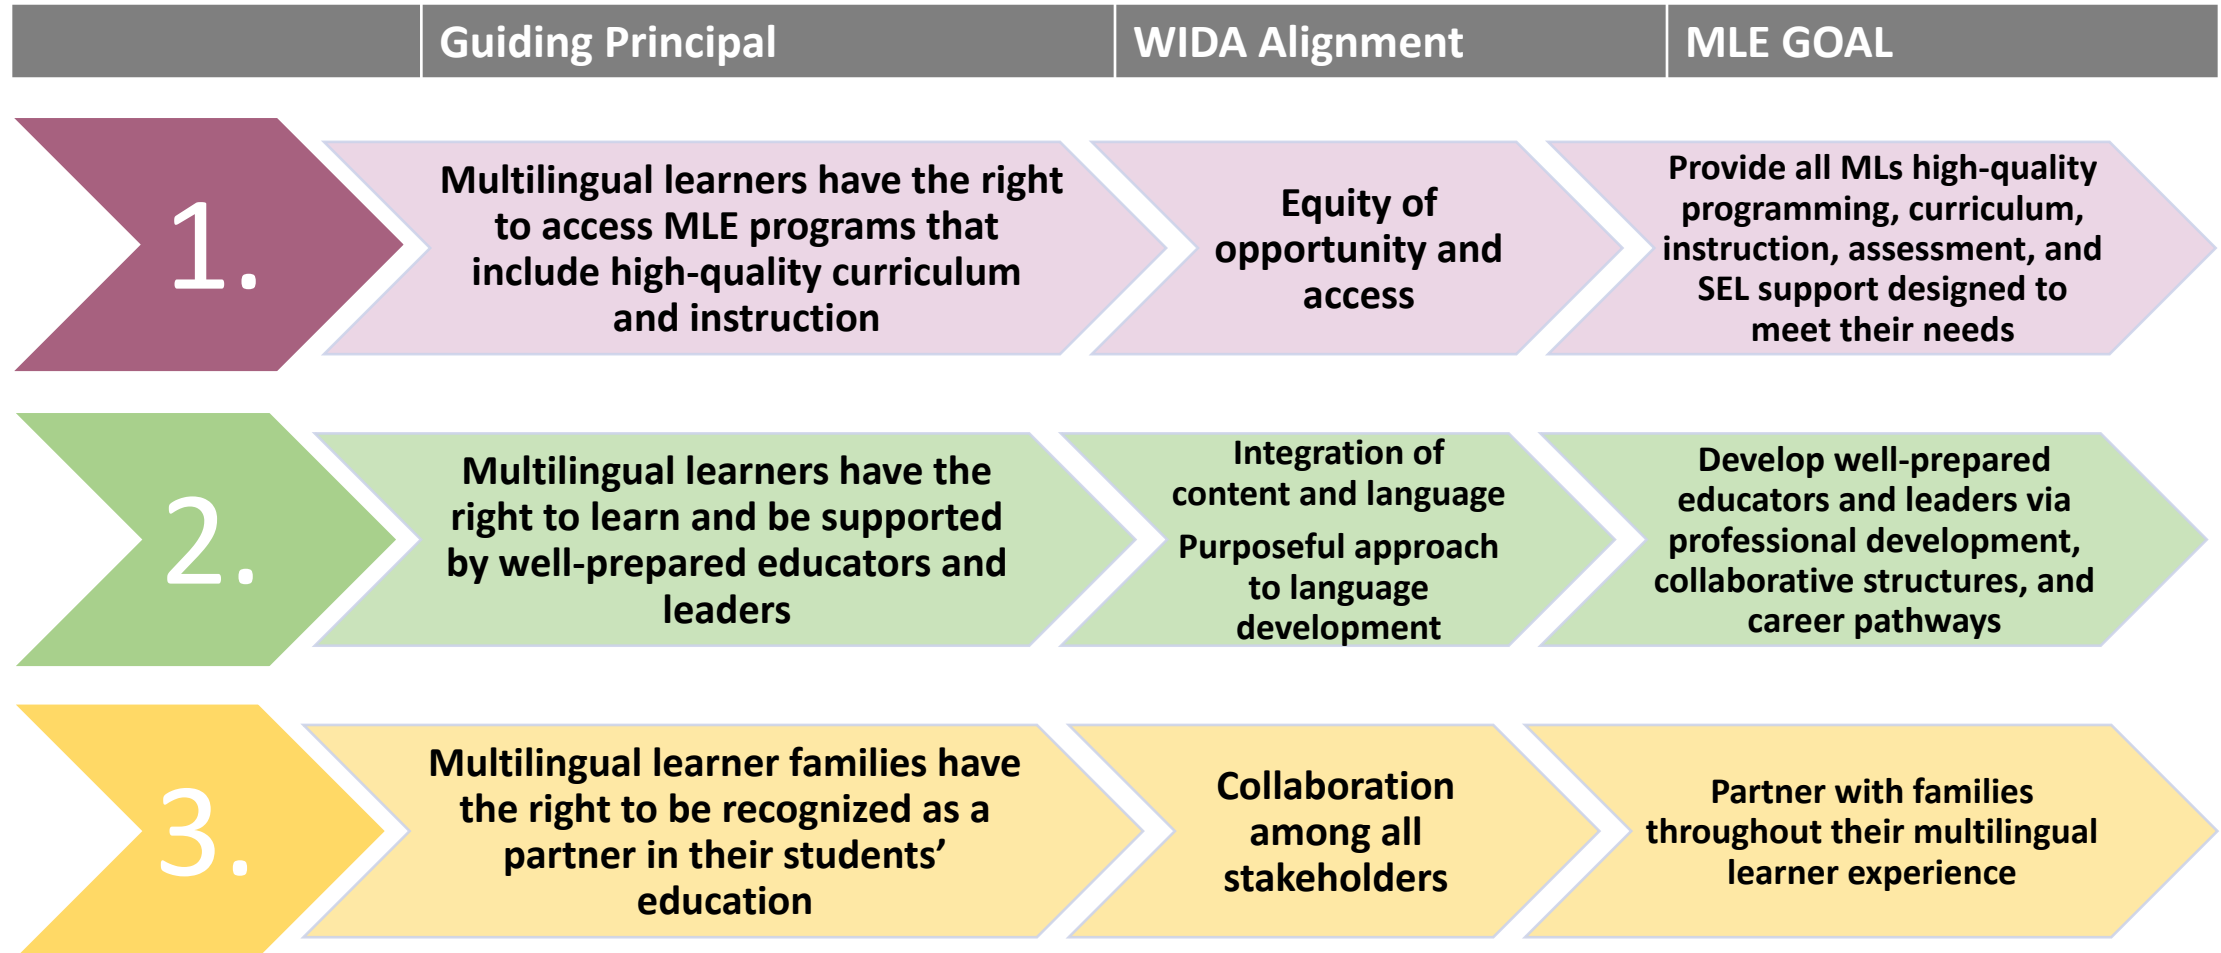 Guiding Principal
WIDA Alignment
MLE GOAL
1.
Multilingual learners have the right
to access MLE programs that
include high-quality curriculum
and instruction
Equity of
opportunity and
access
Provide all MLs high-quality
programming, curriculum,
instruction, assessment, and
SEL support designed to
meet their needs
2.
Multilingual learners have the
right to learn and be supported
by well-prepared educators and
leaders
Integration of
content and language
Purposeful approach
to language
development
Develop well-prepared
educators and leaders via
professional development,
collaborative structures, and
career pathways
3.
Multilingual learner families have
the right to be recognized as a
partner in their students’
education
Collaboration
among all
stakeholders
Partner with families
throughout their multilingual
learner experience